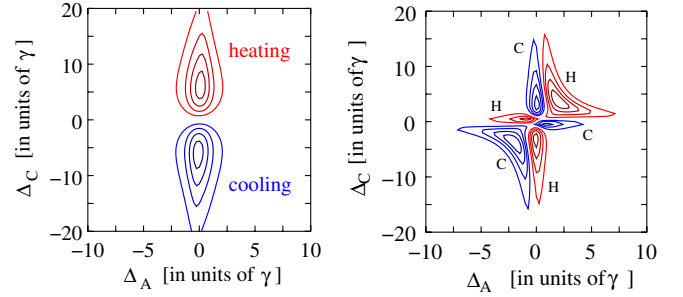 20
10
0
−10
−20
Δ_C [in units of γ]
heating
cooling
−10 −5 0 5 10
Δ_A [in units of γ]
20
10
0
−10
−20
Δ_C [in units of γ]
C
H
H
C
C
H
−10 −5 0 5 10
Δ_A [in units of γ]